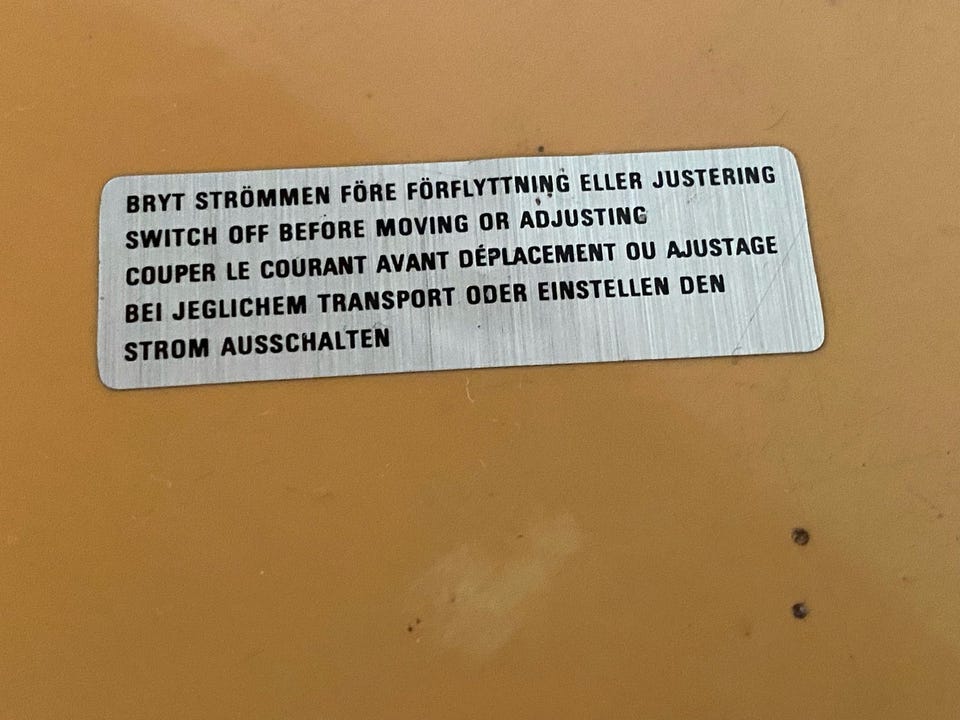 BRYT STRÖMMEN FÖRE FÖRFLYTTNING ELLER JUSTERING
SWITCH OFF BEFORE MOVING OR ADJUSTING
COUPER LE COURANT AVANT DÉPLACEMENT OU AJUSTAGE
BEI JEGLICHEM TRANSPORT ODER EINSTELLEN DEN
STROM AUSSCHALTEN